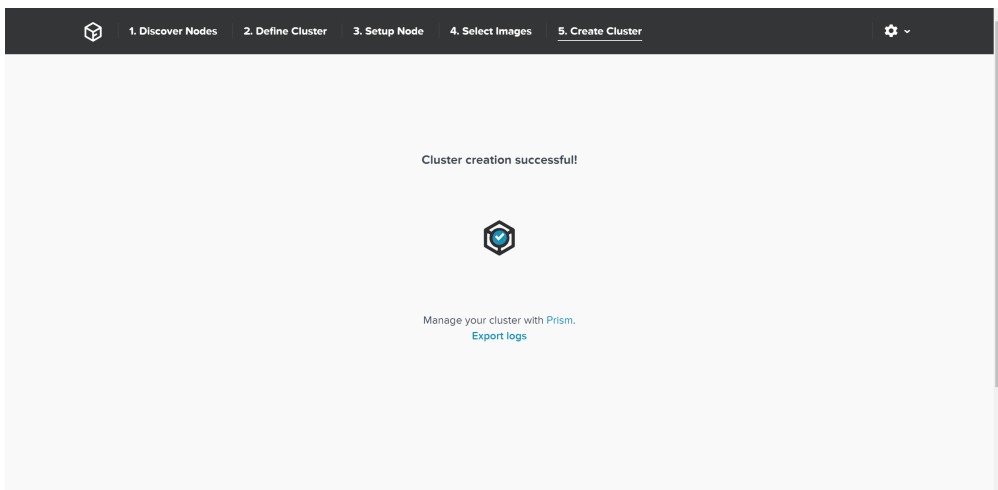 1. Discover Nodes 2. Define Cluster 3. Setup Node 4. Select Images 5. Create Cluster
Cluster creation successful!
Manage your cluster with Prism.
Export logs